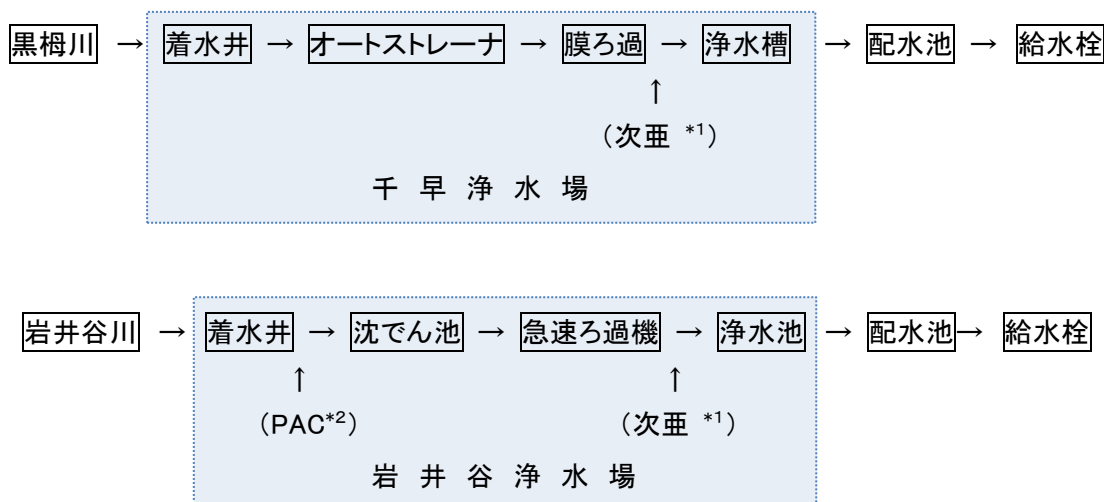 黒栂川 → 着水井 → オートストレーナ → 膜ろ過 → 浄水槽 → 配水池 → 給水栓
↑
（次亜 *1）
千 早 浄 水 場
岩井谷川 → 着水井 → 沈でん池 → 急速ろ過機 → 浄水池 → 配水池→ 給水栓
↑ ↑
（PAC*2） （次亜 *1）
岩 井 谷 浄 水 場